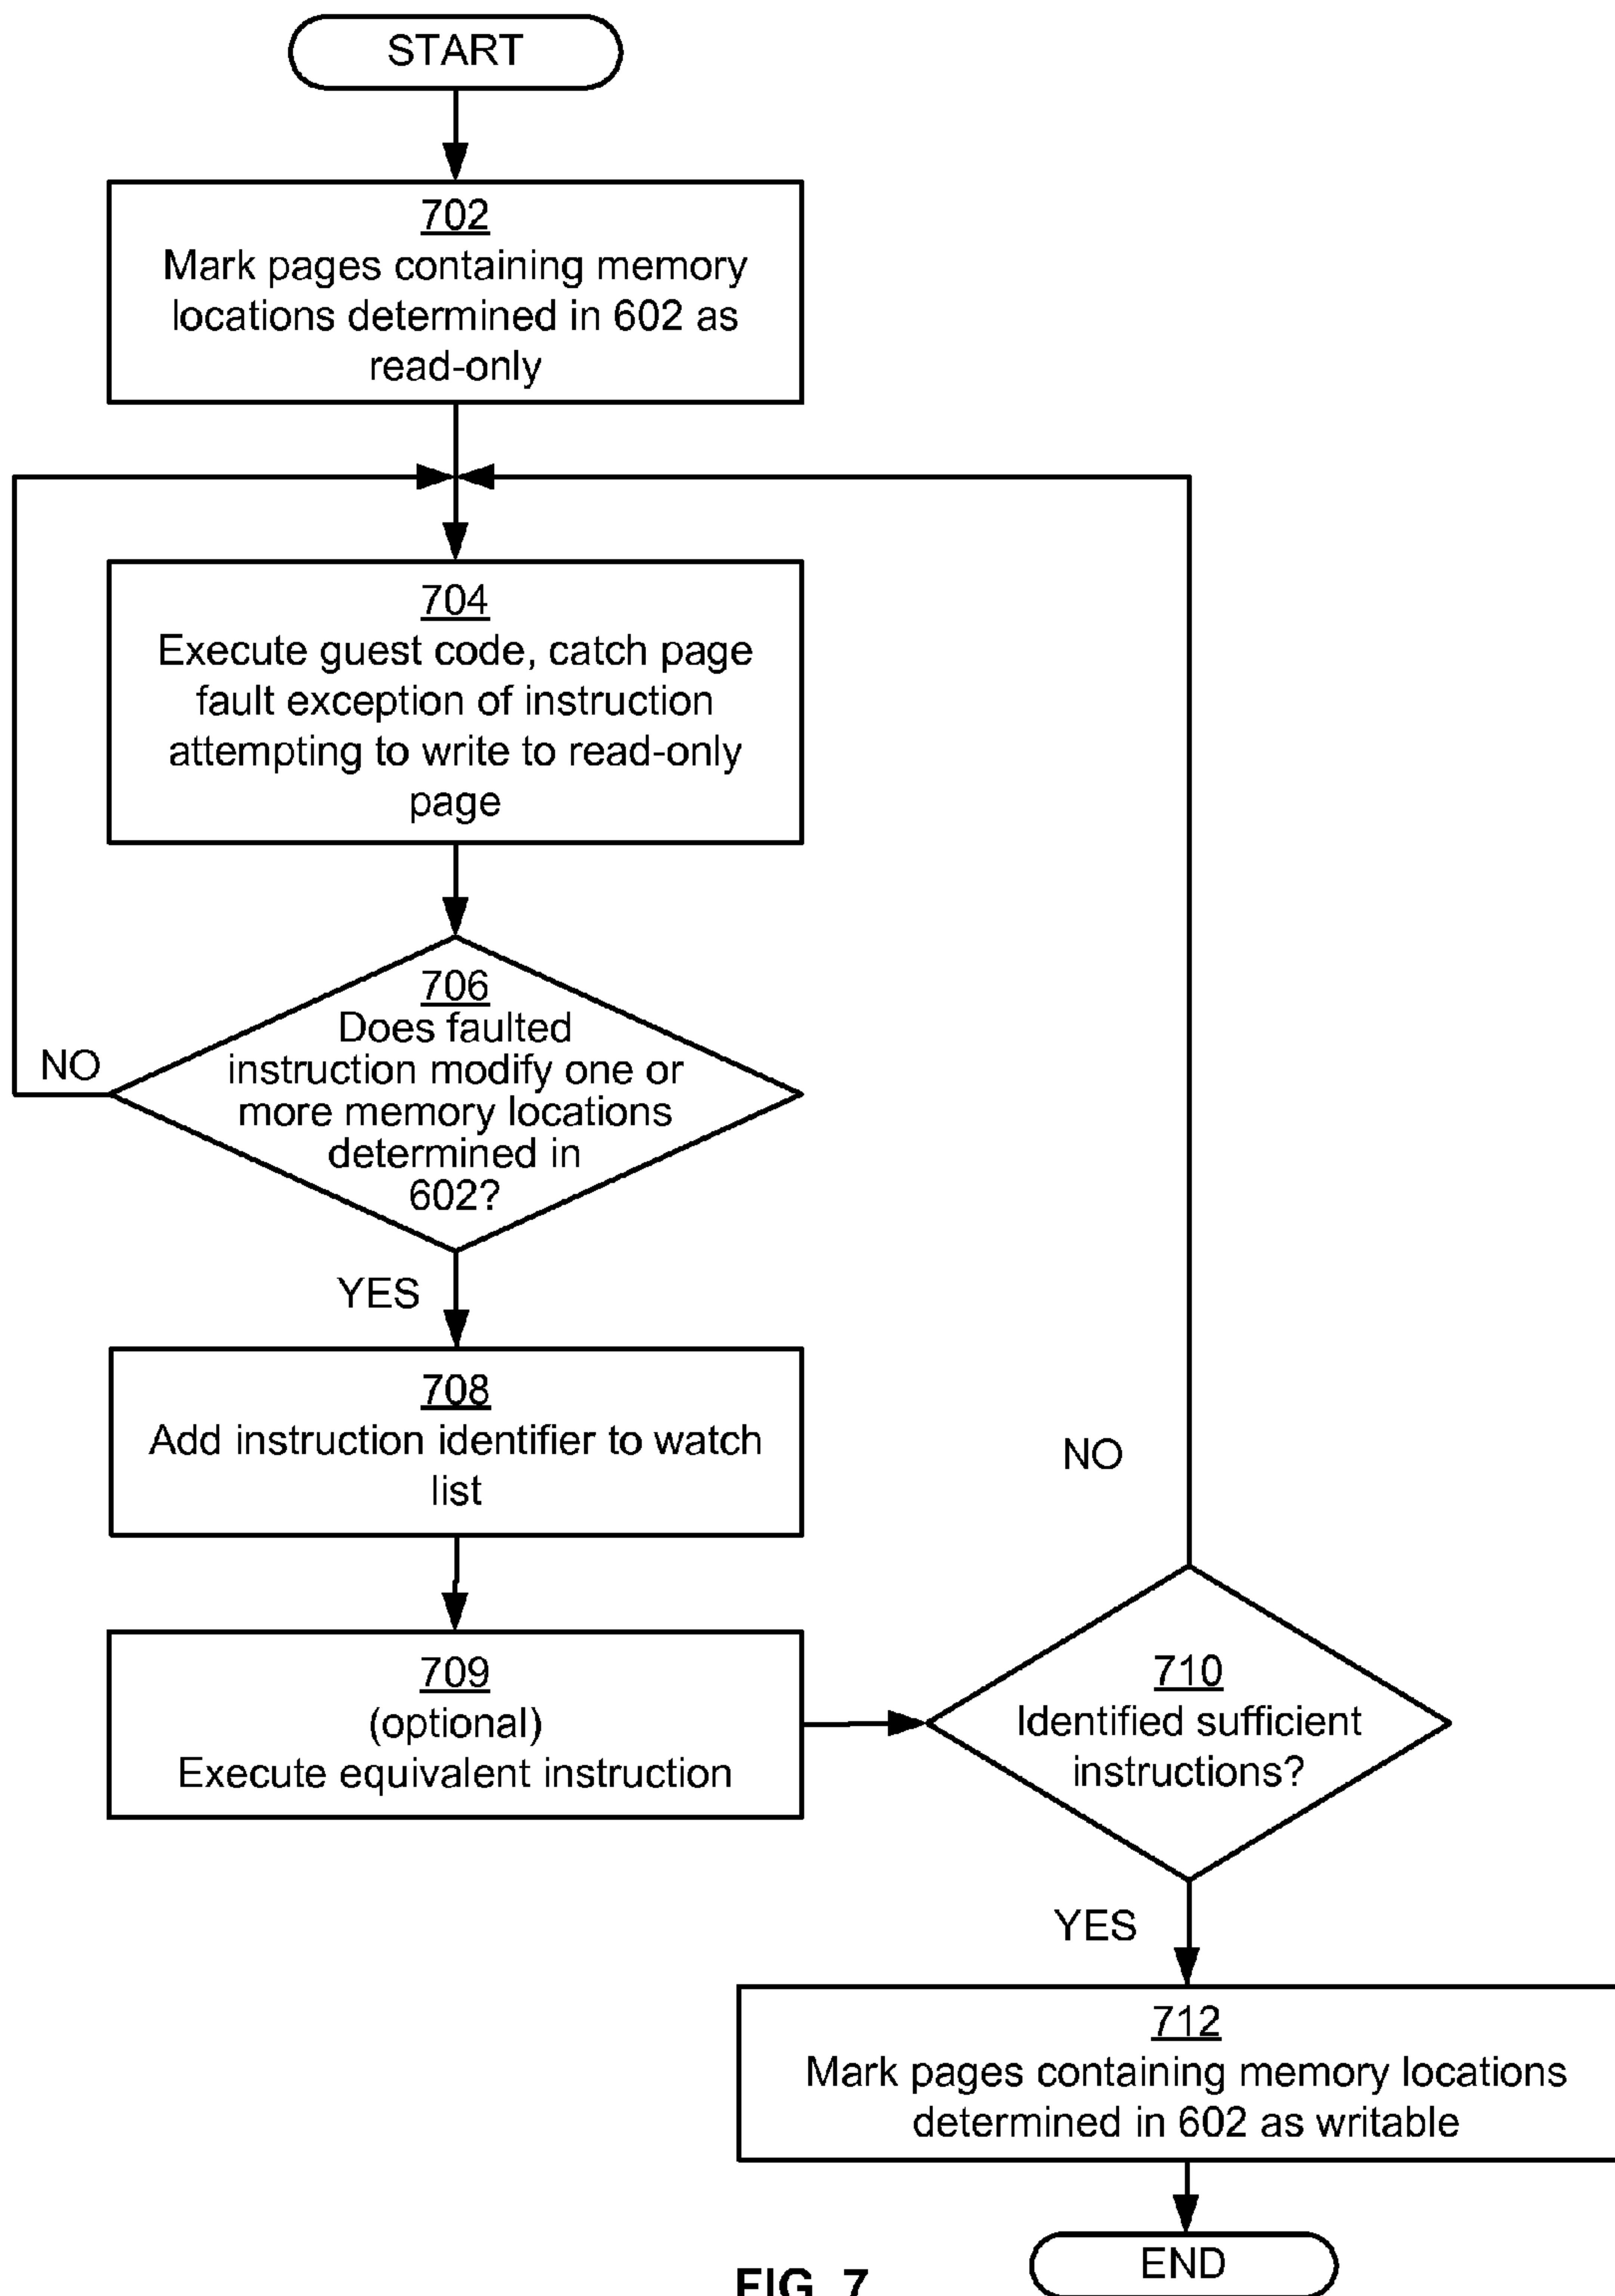 START
702
Mark pages containing memory
locations determined in 602 as
read-only
704
Execute guest code, catch page
fault exception of instruction
attempting to write to read-only
page
706
Does faulted
instruction modify one or
more memory locations
determined in
602?
NO
YES
708
Add instruction identifier to watch
list
NO
709
(optional)
Execute equivalent instruction
710
Identified sufficient
instructions?
YES
712
Mark pages containing memory locations
determined in 602 as writable
END
FIG. 7